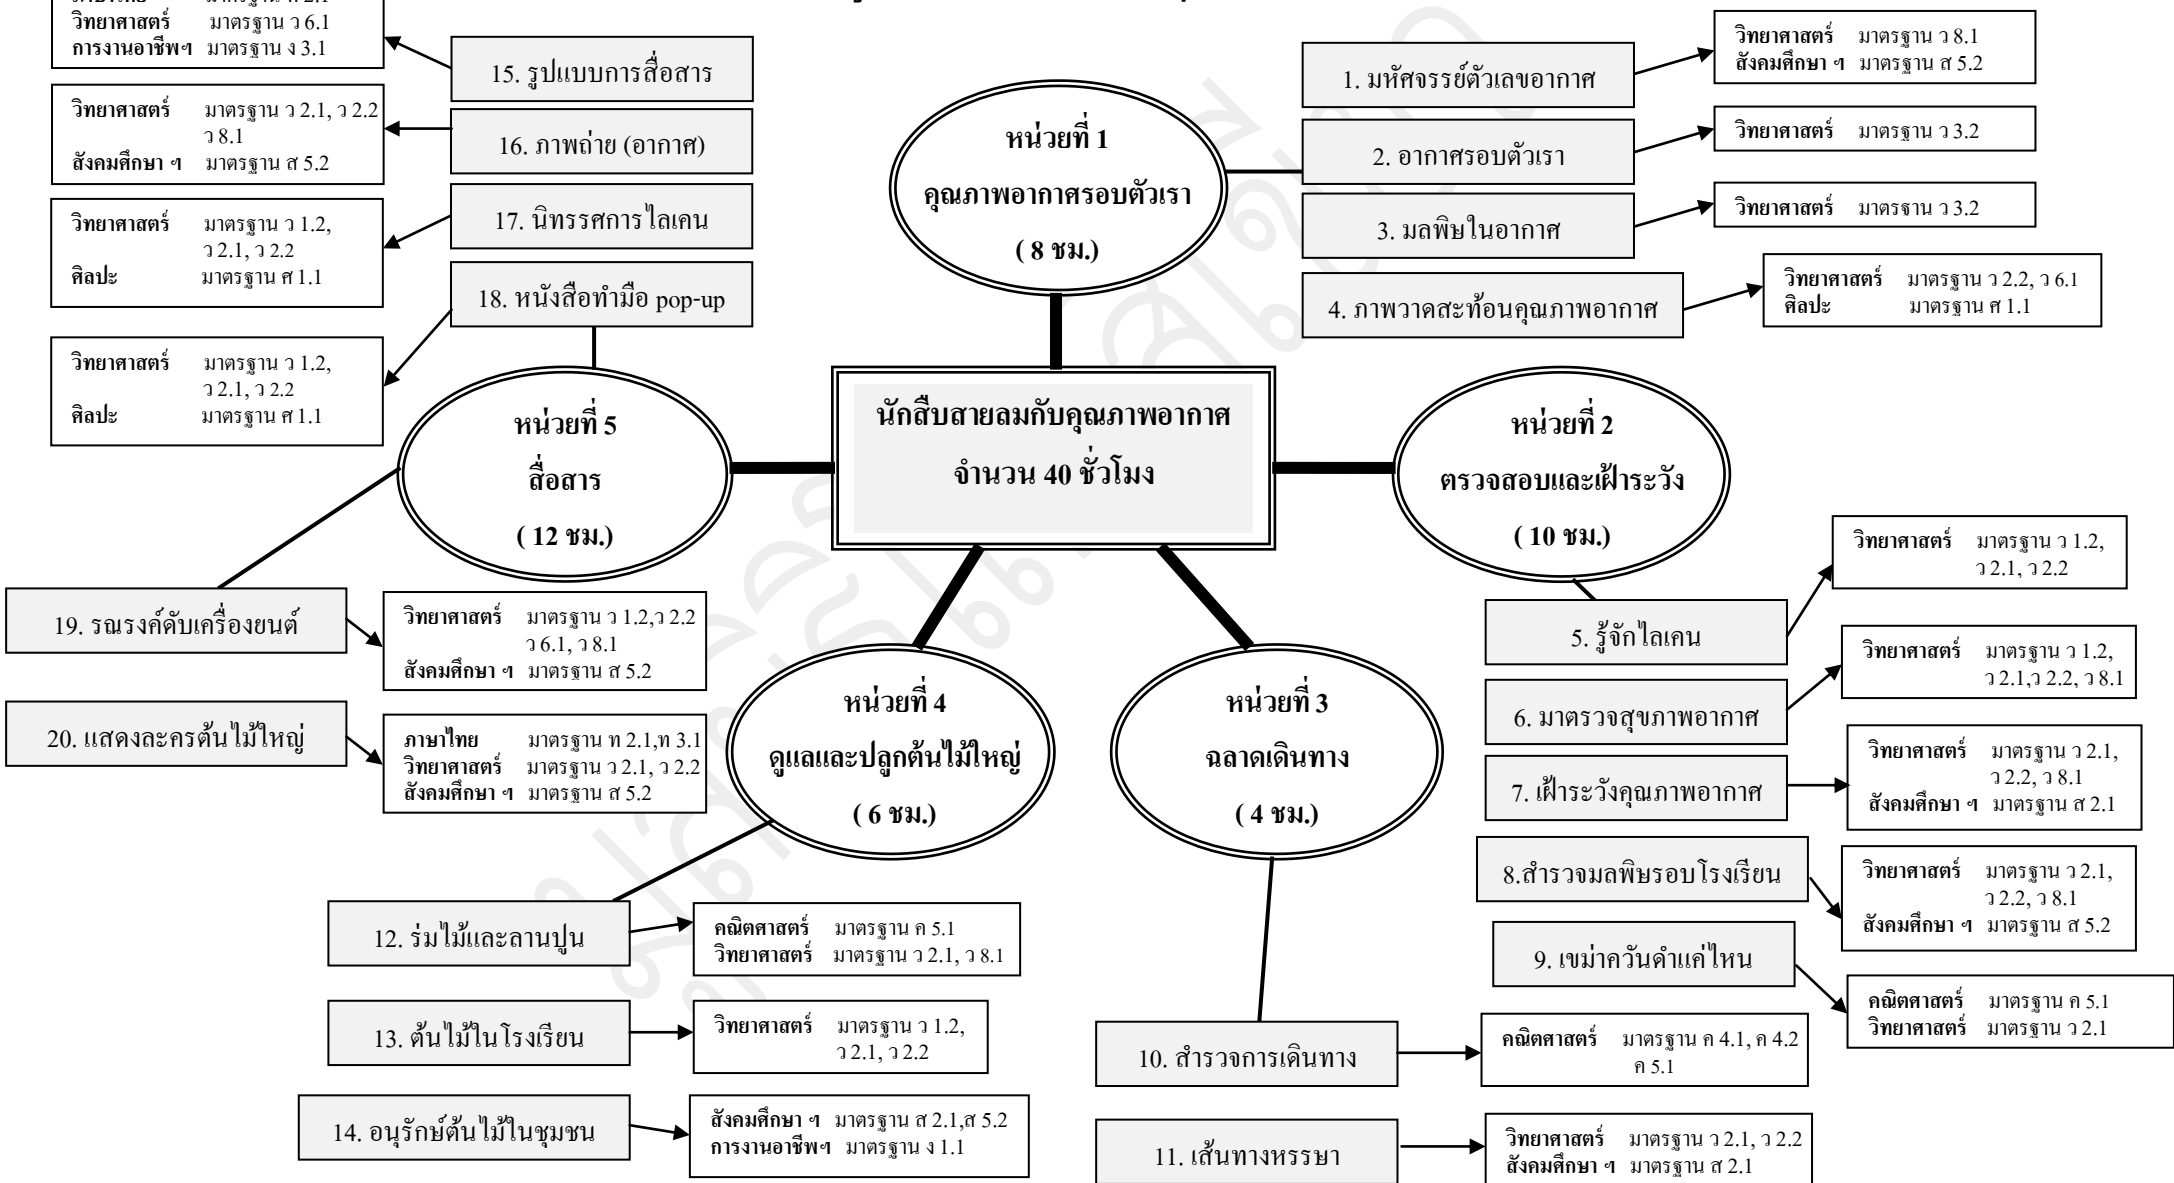 วิทยาศาสตร์ มาตรฐาน ว 6.1
การงานอาชีพฯ มาตรฐาน ง 3.1
15. รูปแบบการสื่อสาร
วิทยาศาสตร์ มาตรฐาน ว 2.1, ว 2.2
ว 8.1
สังคมศึกษา ฯ มาตรฐาน ส 5.2
16. ภาพถ่าย (อากาศ)
วิทยาศาสตร์ มาตรฐาน ว 1.2,
ว 2.1, ว 2.2
ศิลปะ มาตรฐาน ศ 1.1
17. นิทรรศการไลเคน
18. หนังสือทำมือ pop-up
วิทยาศาสตร์ มาตรฐาน ว 1.2,
ว 2.1, ว 2.2
ศิลปะ มาตรฐาน ศ 1.1
หน่วยที่ 1
คุณภาพอากาศรอบตัวเรา
( 8 ชม.)
1. มหัศจรรย์ตัวเลขอากาศ
วิทยาศาสตร์ มาตรฐาน ว 8.1
สังคมศึกษา ฯ มาตรฐาน ส 5.2
2. อากาศรอบตัวเรา
วิทยาศาสตร์ มาตรฐาน ว 3.2
3. มลพิษในอากาศ
วิทยาศาสตร์ มาตรฐาน ว 3.2
4. ภาพวาดสะท้อนคุณภาพอากาศ
วิทยาศาสตร์ มาตรฐาน ว 2.2, ว 6.1
ศิลปะ มาตรฐาน ศ 1.1
นักสืบสายลมกับคุณภาพอากาศ
จำนวน 40 ชั่วโมง
หน่วยที่ 5
สื่อสาร
( 12 ชม.)
หน่วยที่ 2
ตรวจสอบและเฝ้าระวัง
( 10 ชม.)
5. รู้จักไลเคน
วิทยาศาสตร์ มาตรฐาน ว 1.2,
ว 2.1, ว 2.2
6. มาตรวจสุขภาพอากาศ
วิทยาศาสตร์ มาตรฐาน ว 1.2,
ว 2.1,ว 2.2, ว 8.1
7. เฝ้าระวังคุณภาพอากาศ
วิทยาศาสตร์ มาตรฐาน ว 2.1,
ว 2.2, ว 8.1
สังคมศึกษา ฯ มาตรฐาน ส 2.1
8.สำรวจมลพิษรอบโรงเรียน
วิทยาศาสตร์ มาตรฐาน ว 2.1,
ว 2.2, ว 8.1
สังคมศึกษา ฯ มาตรฐาน ส 5.2
9. เขม่าควันดำแค่ไหน
คณิตศาสตร์ มาตรฐาน ค 5.1
วิทยาศาสตร์ มาตรฐาน ว 2.1
19. รณรงค์ดับเครื่องยนต์
วิทยาศาสตร์ มาตรฐาน ว 1.2,ว 2.2
ว 6.1, ว 8.1
สังคมศึกษา ฯ มาตรฐาน ส 5.2
20. แสดงละครต้นไม้ใหญ่
ภาษาไทย มาตรฐาน ท 2.1,ท 3.1
วิทยาศาสตร์ มาตรฐาน ว 2.1, ว 2.2
สังคมศึกษา ฯ มาตรฐาน ส 5.2
หน่วยที่ 4
ดูแลและปลูกต้นไม้ใหญ่
( 6 ชม.)
หน่วยที่ 3
ฉลาดเดินทาง
( 4 ชม.)
12. ร่มไม้และลานปูน
คณิตศาสตร์ มาตรฐาน ค 5.1
วิทยาศาสตร์ มาตรฐาน ว 2.1, ว 8.1
13. ต้นไม้ในโรงเรียน
วิทยาศาสตร์ มาตรฐาน ว 1.2,
ว 2.1, ว 2.2
14. อนุรักษ์ต้นไม้ในชุมชน
สังคมศึกษา ฯ มาตรฐาน ส 2.1,ส 5.2
การงานอาชีพฯ มาตรฐาน ง 1.1
10. สำรวจการเดินทาง
คณิตศาสตร์ มาตรฐาน ค 4.1, ค 4.2
ค 5.1
11. เส้นทางหรรษา
วิทยาศาสตร์ มาตรฐาน ว 2.1, ว 2.2
สังคมศึกษา ฯ มาตรฐาน ส 2.1